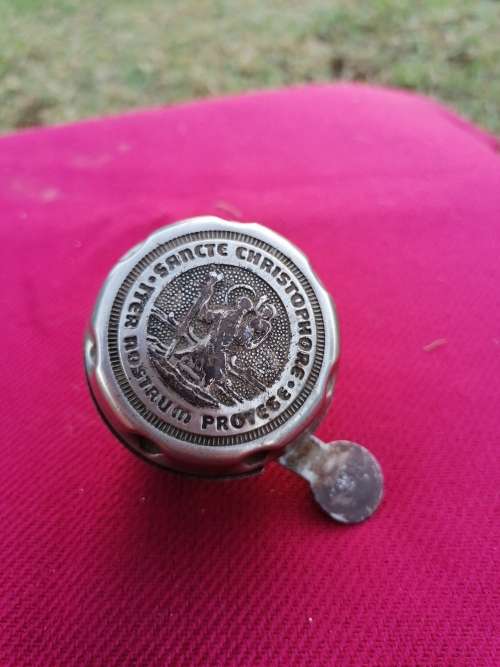 SANCTE CHRISTOPHORE •
ITER NOSTRUM PROTEGE •